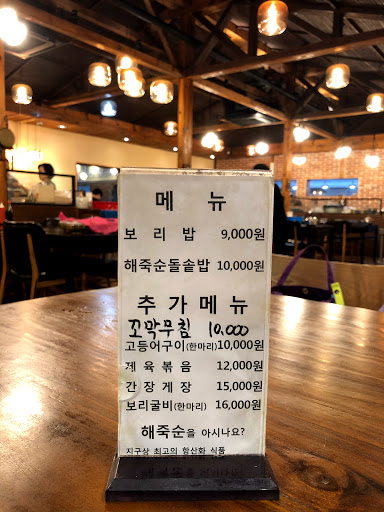 메 뉴
보 리 밥 9,000원
해죽순돌솥밥 10,000원
추 가 메 뉴
꼬막무침 10,000
고등어구이(한마리) 10,000원
제 육 볶 음 12,000원
간 장 게 장 15,000원
보리굴비(한마리) 16,000원
해죽순을 아시나요?
지구상 최고의 항산화 식품